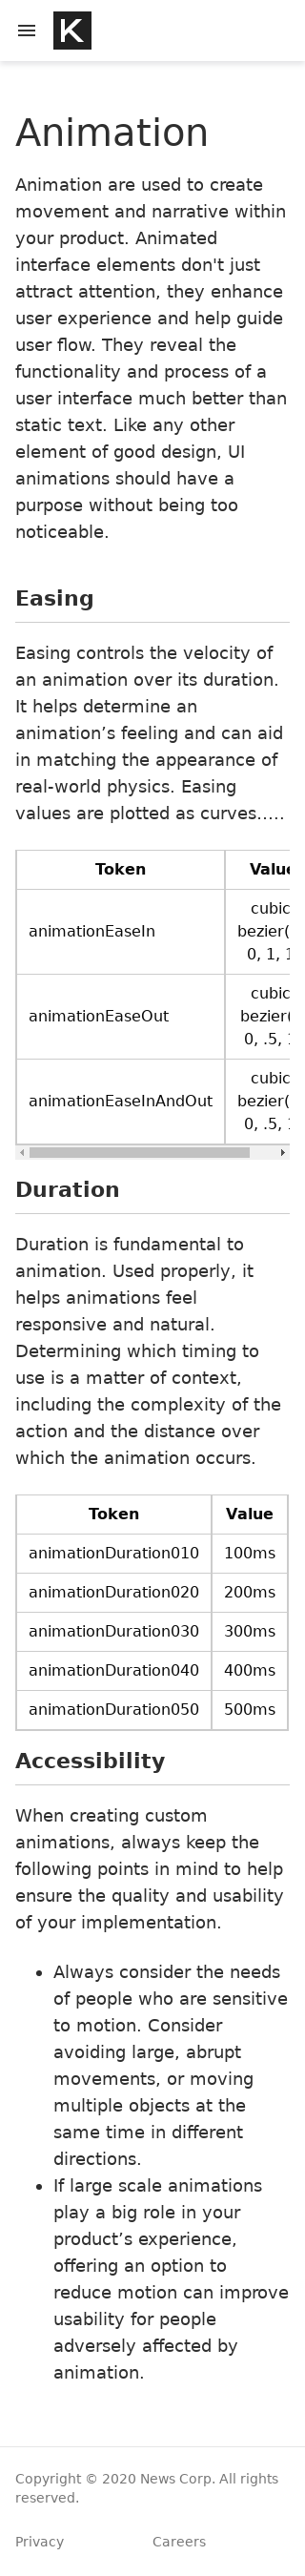 K
Animation
Animation are used to create
movement and narrative within
your product. Animated
interface elements don't just
attract attention, they enhance
user experience and help guide
user flow. They reveal the
functionality and process of a
user interface much better than
static text. Like any other
element of good design, UI
animations should have a
purpose without being too
noticeable.
Easing
Easing controls the velocity of
an animation over its duration.
It helps determine an
animation’s feeling and can aid
in matching the appearance of
real-world physics. Easing
values are plotted as curves.....
Token Value
animationEaseIn cubic
bezier(
0, 1, 1
animationEaseOut cubic
bezier(
0, .5, 1
animationEaseInAndOut cubic
bezier(
0, .5, 1
Duration
Duration is fundamental to
animation. Used properly, it
helps animations feel
responsive and natural.
Determining which timing to
use is a matter of context,
including the complexity of the
action and the distance over
which the animation occurs.
Token Value
animationDuration010 100ms
animationDuration020 200ms
animationDuration030 300ms
animationDuration040 400ms
animationDuration050 500ms
Accessibility
When creating custom
animations, always keep the
following points in mind to help
ensure the quality and usability
of your implementation.
• Always consider the needs
of people who are sensitive
to motion. Consider
avoiding large, abrupt
movements, or moving
multiple objects at the
same time in different
directions.
• If large scale animations
play a big role in your
product’s experience,
offering an option to
reduce motion can improve
usability for people
adversely affected by
animation.
Copyright © 2020 News Corp. All rights
reserved.
Privacy Careers